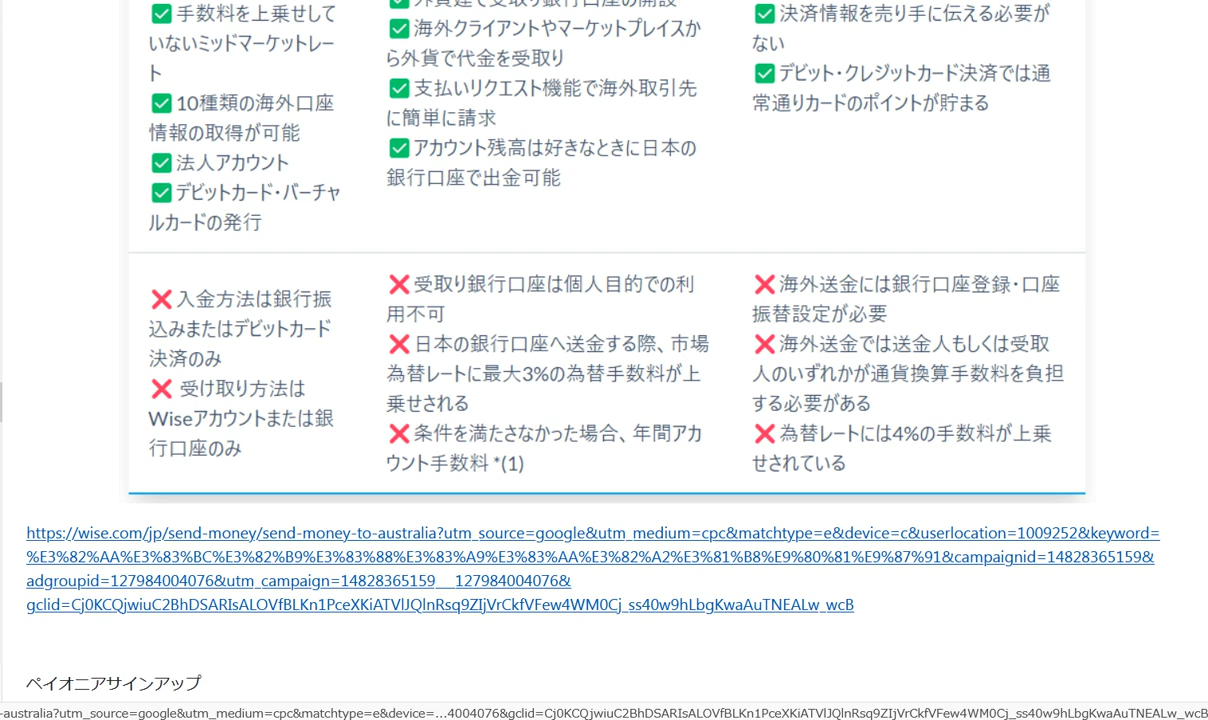 ✅手数料を上乗せして
いないミッドマーケットレー
ト
✅10種類の海外口座
情報の取得が可能
✅法人アカウント
✅デビットカード・バーチャ
ルカードの発行
✅海外クライアントやマーケットプレイスか
ら外貨で代金を受取り
✅支払いリクエスト機能で海外取引先
に簡単に請求
✅アカウント残高は好きなときに日本の
銀行口座で出金可能
✅決済情報を売り手に伝える必要が
ない
✅デビット・クレジットカード決済では通
常通りカードのポイントが貯まる
❌入金方法は銀行振
込みまたはデビットカード
決済のみ
❌ 受け取り方法は
Wiseアカウントまたは銀
行口座のみ
❌受取り銀行口座は個人目的での利
用不可
❌日本の銀行口座へ送金する際、市場
為替レートに最大3%の為替手数料が上
乗せされる
❌条件を満たさなかった場合、年間アカ
ウント手数料 *(1)
❌海外送金には銀行口座登録・口座
振替設定が必要
❌海外送金では送金人もしくは受取
人のいずれかが通貨換算手数料を負担
する必要がある
❌為替レートには4%の手数料が上乗
せされている
https://wise.com/jp/send-money/send-money-to-australia?utm_source=google&utm_medium=cpc&matchtype=e&device=c&userlocation=1009252&keyword=
%E3%82%AA%E3%83%BC%E3%82%B9%E3%83%88%E3%83%A9%E3%83%AA%E3%82%A2%E3%81%B8%E9%80%81%E9%87%91&campaignid=14828365159&
adgroupid=127984004076&utm_campaign=14828365159__127984004076&
gclid=Cj0KCQjwiuC2BhDSARIsALOVfBLKn1PceXKiATVlJQlnRsq9ZIjVrCkfVFew4WM0Cj_ss40w9hLbgKwaAuTNEALw_wcB
ペイオニアサインアップ
-australia?utm_source=google&utm_medium=cpc&matchtype=e&device=...4004076&gclid=Cj0KCQjwiuC2BhDSARIsALOVfBLKn1PceXKiATVlJQlnRsq9ZIjVrCkfVFew4WM0Cj_ss40w9hLbgKwaAuTNEALw_wcB